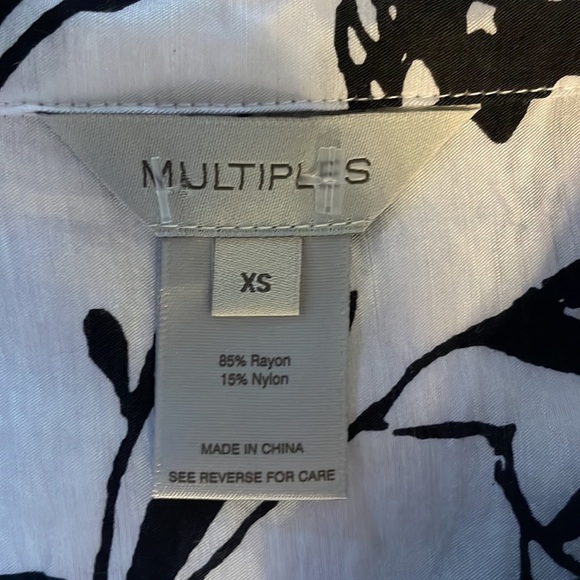 MULTIPLES
XS
85% Rayon
15% Nylon
MADE IN CHINA
SEE REVERSE FOR CARE